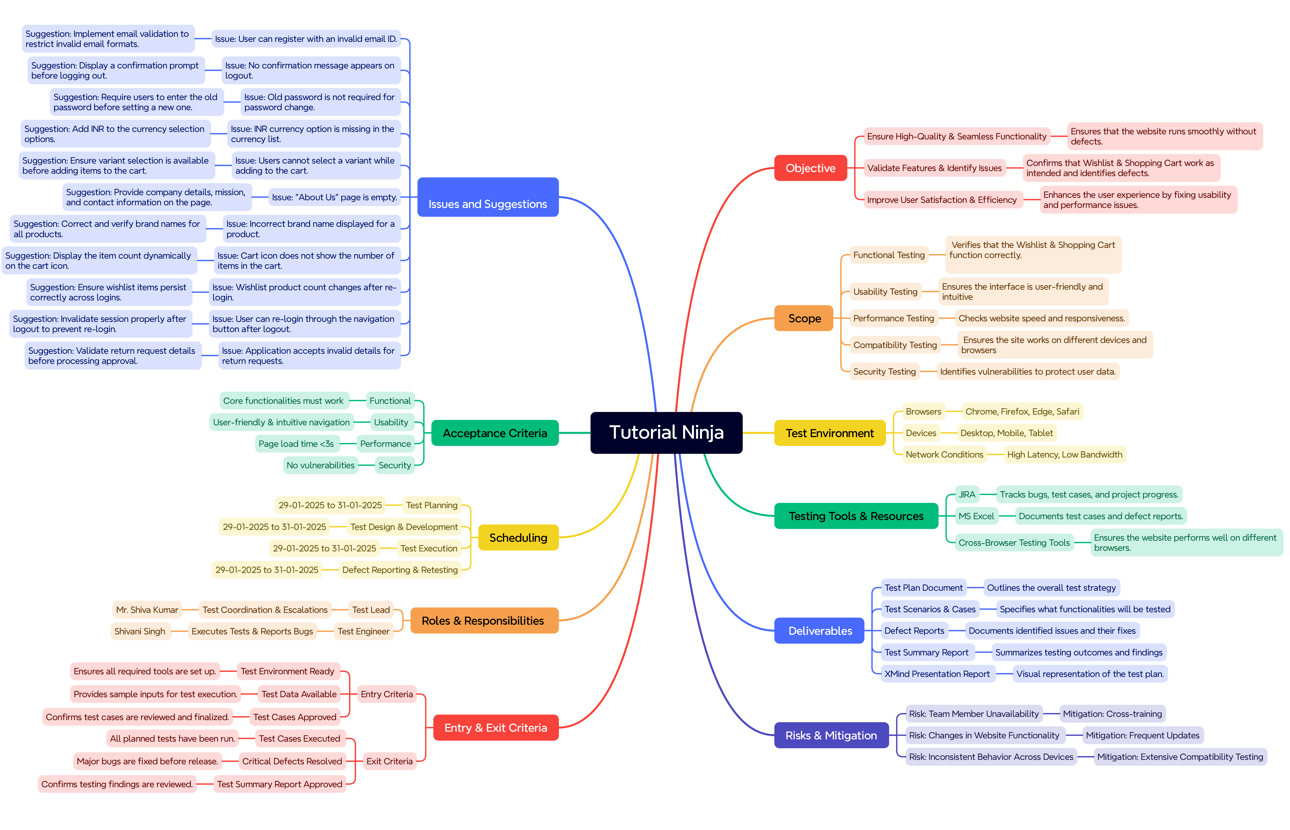 Tutorial Ninja
Objective
Ensure High-Quality & Seamless Functionality
Ensures that the website runs smoothly without
defects.
Validate Features & Identify Issues
Confirms that Wishlist & Shopping Cart work as
intended and identifies defects.
Improve User Satisfaction & Efficiency
Enhances the user experience by fixing usability
and performance issues.
Scope
Functional Testing
Verifies that the Wishlist & Shopping Cart
function correctly.
Usability Testing
Ensures the interface is user-friendly and
intuitive
Performance Testing
Checks website speed and responsiveness.
Compatibility Testing
Ensures the site works on different devices and
browsers
Security Testing
Identifies vulnerabilities to protect user data.
Test Environment
Browsers
Chrome, Firefox, Edge, Safari
Devices
Desktop, Mobile, Tablet
Network Conditions
High Latency, Low Bandwidth
Testing Tools & Resources
JIRA
Tracks bugs, test cases, and project progress.
MS Excel
Documents test cases and defect reports.
Cross-Browser Testing Tools
Ensures the website performs well on different
browsers.
Deliverables
Test Plan Document
Outlines the overall test strategy
Test Scenarios & Cases
Specifies what functionalities will be tested
Defect Reports
Documents identified issues and their fixes
Test Summary Report
Summarizes testing outcomes and findings
XMind Presentation Report
Visual representation of the test plan.
Risks & Mitigation
Risk: Team Member Unavailability
Mitigation: Cross-training
Risk: Changes in Website Functionality
Mitigation: Frequent Updates
Risk: Inconsistent Behavior Across Devices
Mitigation: Extensive Compatibility Testing
Issues and Suggestions
Issue: User can register with an invalid email ID.
Suggestion: Implement email validation to
restrict invalid email formats.
Issue: No confirmation message appears on
logout.
Suggestion: Display a confirmation prompt
before logging out.
Issue: Old password is not required for
password change.
Suggestion: Require users to enter the old
password before setting a new one.
Issue: INR currency option is missing in the
currency list.
Suggestion: Add INR to the currency selection
options.
Issue: Users cannot select a variant while
adding to the cart.
Suggestion: Ensure variant selection is available
before adding items to the cart.
Issue: "About Us" page is empty.
Suggestion: Provide company details, mission,
and contact information on the page.
Issue: Incorrect brand name displayed for a
product.
Suggestion: Correct and verify brand names for
all products.
Issue: Cart icon does not show the number of
items in the cart.
Suggestion: Display the item count dynamically
on the cart icon.
Issue: Wishlist product count changes after re-
login.
Suggestion: Ensure wishlist items persist
correctly across logins.
Issue: User can re-login through the navigation
button after logout.
Suggestion: Invalidate session properly after
logout to prevent re-login.
Issue: Application accepts invalid details for
return requests.
Suggestion: Validate return request details
before processing approval.
Acceptance Criteria
Functional
Core functionalities must work
Usability
User-friendly & intuitive navigation
Performance
Page load time <3s
Security
No vulnerabilities
Scheduling
Test Planning
29-01-2025 to 31-01-2025
Test Design & Development
29-01-2025 to 31-01-2025
Test Execution
29-01-2025 to 31-01-2025
Defect Reporting & Retesting
29-01-2025 to 31-01-2025
Roles & Responsibilities
Test Lead
Test Coordination & Escalations
Mr. Shiva Kumar
Test Engineer
Executes Tests & Reports Bugs
Shivani Singh
Entry & Exit Criteria
Entry Criteria
Test Environment Ready
Ensures all required tools are set up.
Test Data Available
Provides sample inputs for test execution.
Test Cases Approved
Confirms test cases are reviewed and finalized.
Exit Criteria
Test Cases Executed
All planned tests have been run.
Critical Defects Resolved
Major bugs are fixed before release.
Test Summary Report Approved
Confirms testing findings are reviewed.